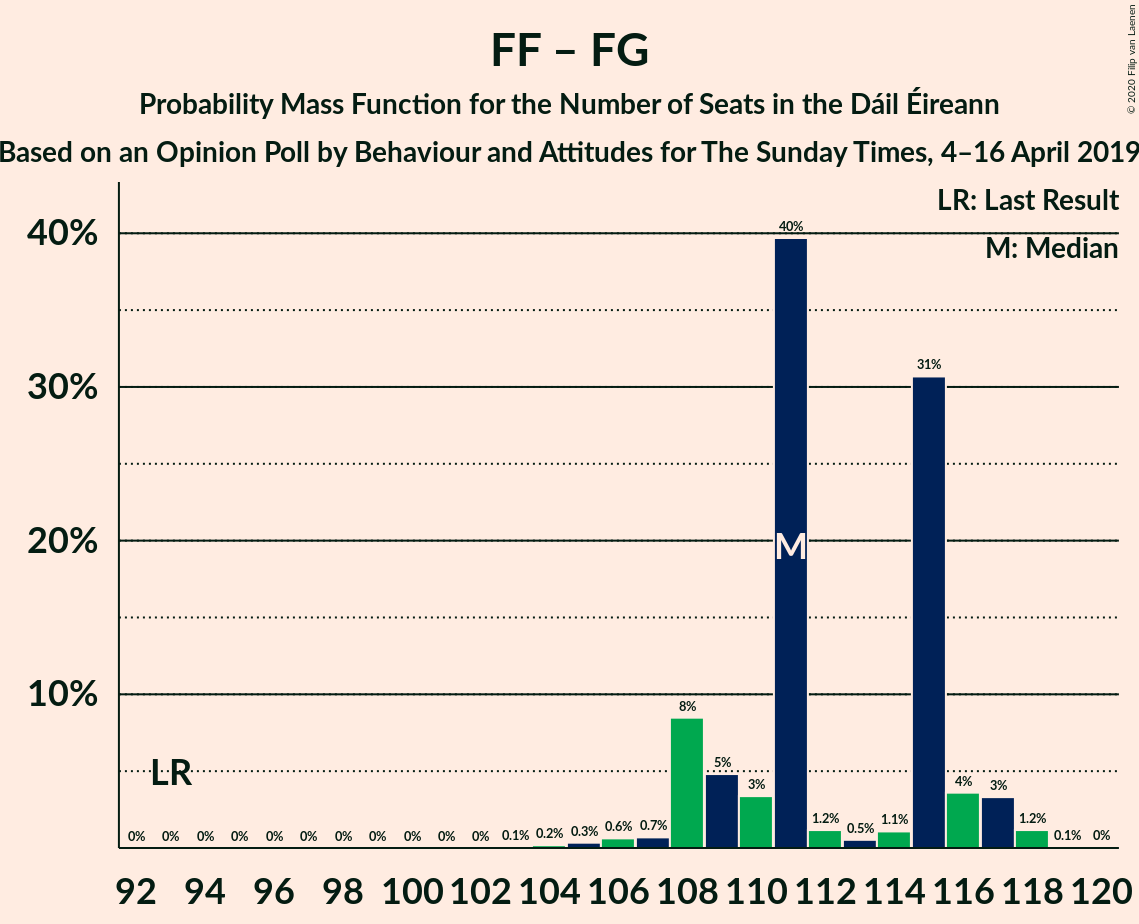 FF – FG
Probability Mass Function for the Number of Seats in the Dáil Éireann
Based on an Opinion Poll by Behaviour and Attitudes for The Sunday Times, 4–16 April 2019
© 2020 Filip van Laenen
LR: Last Result
M: Median
40%
30%
20%
10%
LR
M
0% 0% 0% 0% 0% 0% 0% 0% 0% 0% 0% 0.1% 0.2% 0.3% 0.6% 0.7% 8% 5% 3% 40% 1.2% 0.5% 1.1% 31% 4% 3% 1.2% 0.1% 0%
92 94 96 98 100 102 104 106 108 110 112 114 116 118 120